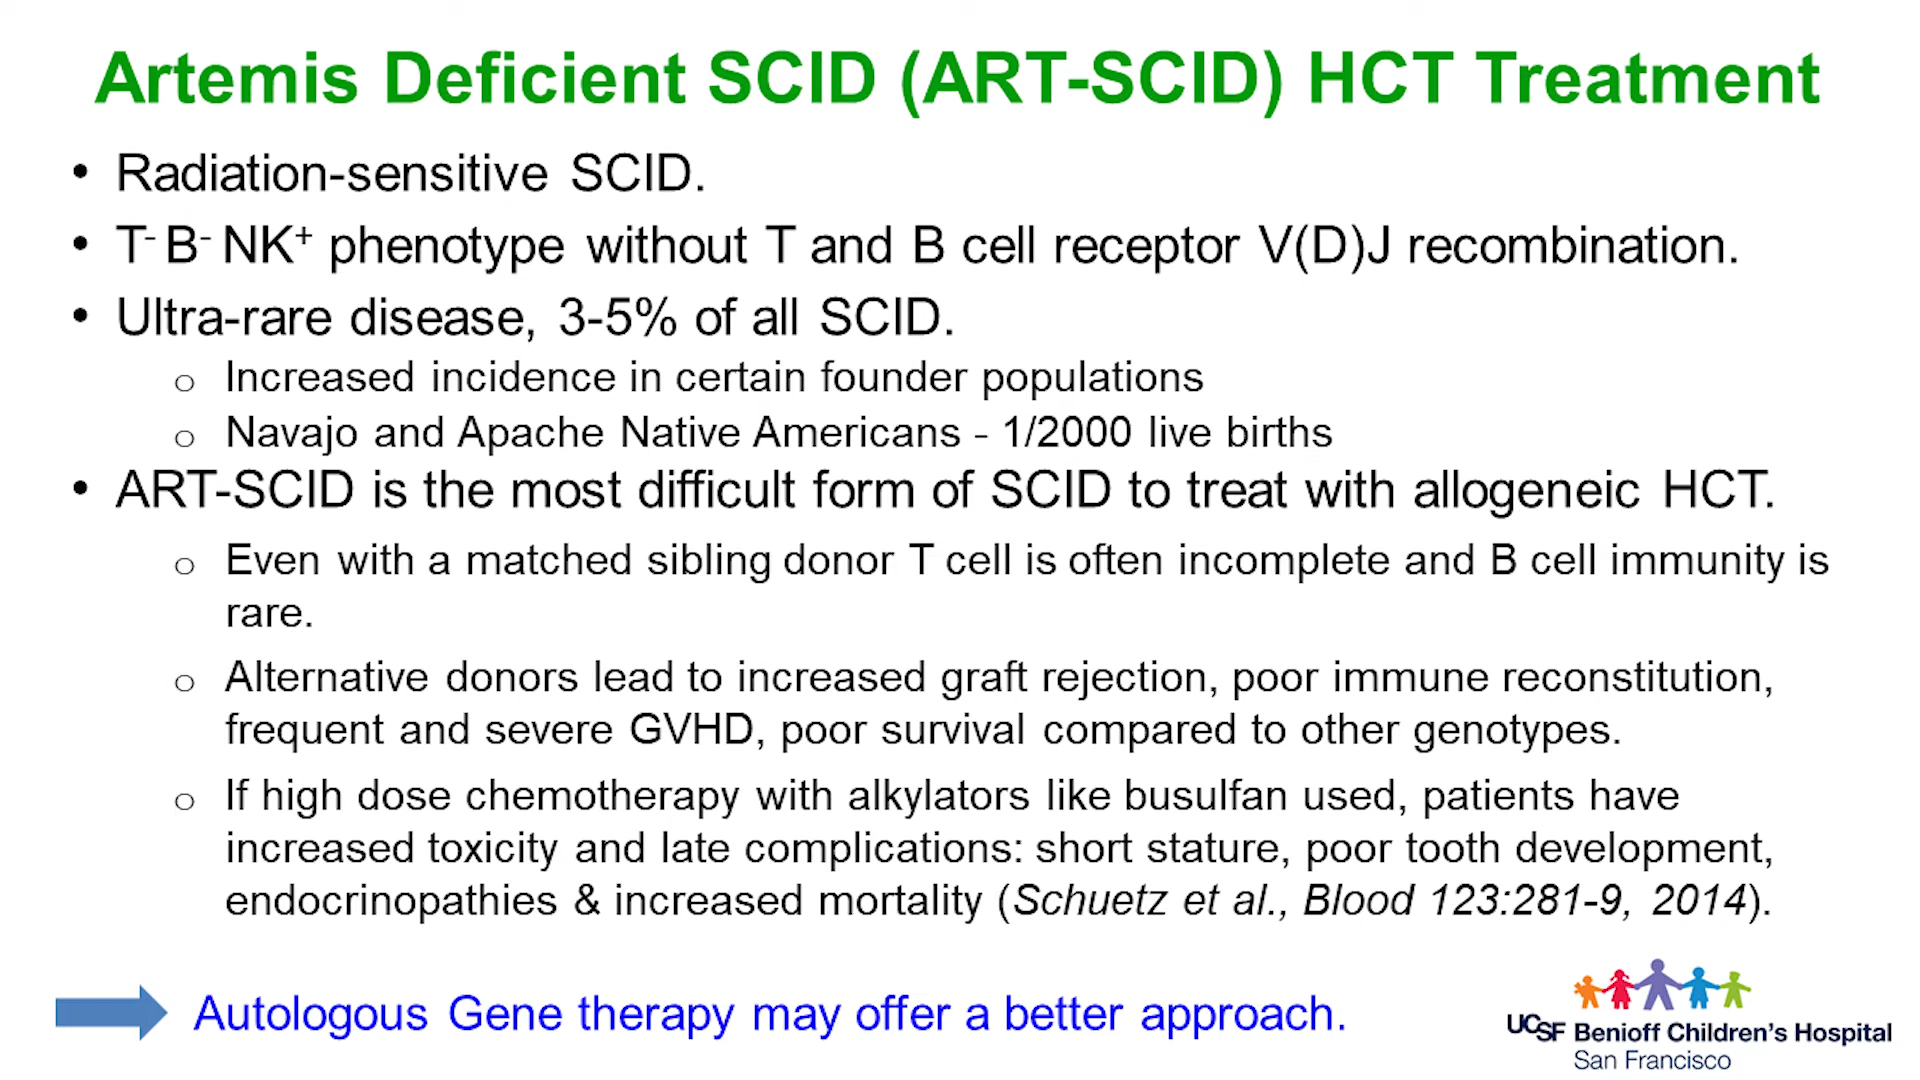 Artemis Deficient SCID (ART-SCID) HCT Treatment
• Radiation-sensitive SCID.
• T⁻ B⁻ NK⁺ phenotype without T and B cell receptor V(D)J recombination.
• Ultra-rare disease, 3-5% of all SCID.
o Increased incidence in certain founder populations
o Navajo and Apache Native Americans - 1/2000 live births
• ART-SCID is the most difficult form of SCID to treat with allogeneic HCT.
o Even with a matched sibling donor T cell is often incomplete and B cell immunity is
rare.
o Alternative donors lead to increased graft rejection, poor immune reconstitution,
frequent and severe GVHD, poor survival compared to other genotypes.
o If high dose chemotherapy with alkylators like busulfan used, patients have
increased toxicity and late complications: short stature, poor tooth development,
endocrinopathies & increased mortality (Schuetz et al., Blood 123:281-9, 2014).
Autologous Gene therapy may offer a better approach.
UCSF Benioff Children's Hospital
San Francisco